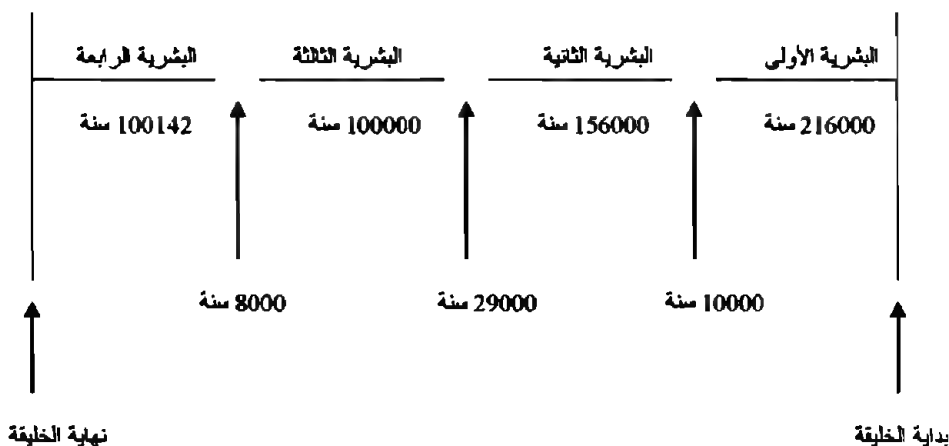 البشرية الأولى
البشرية الثانية
البشرية الثالثة
البشرية الرابعة
216000 سنة
156000 سنة
100000 سنة
100142 سنة
10000 سنة
29000 سنة
8000 سنة
بداية الخليقة
نهاية الخليقة